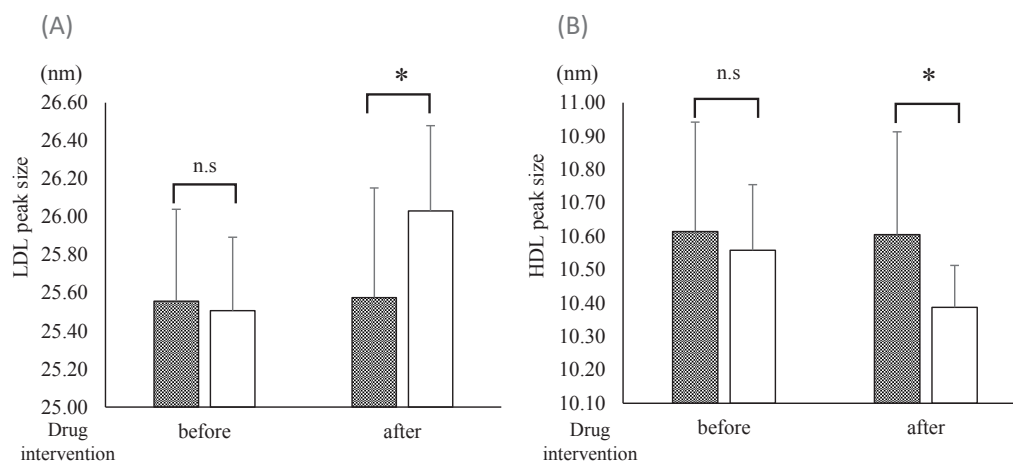 (A)
(nm)
LDL peak size
26.60
26.40
26.20
26.00
25.80
25.60
25.40
25.20
25.00
n.s
*
Drug intervention
before
after
(B)
(nm)
HDL peak size
11.00
10.90
10.80
10.70
10.60
10.50
10.40
10.30
10.20
10.10
n.s
*
Drug
intervention
before
after